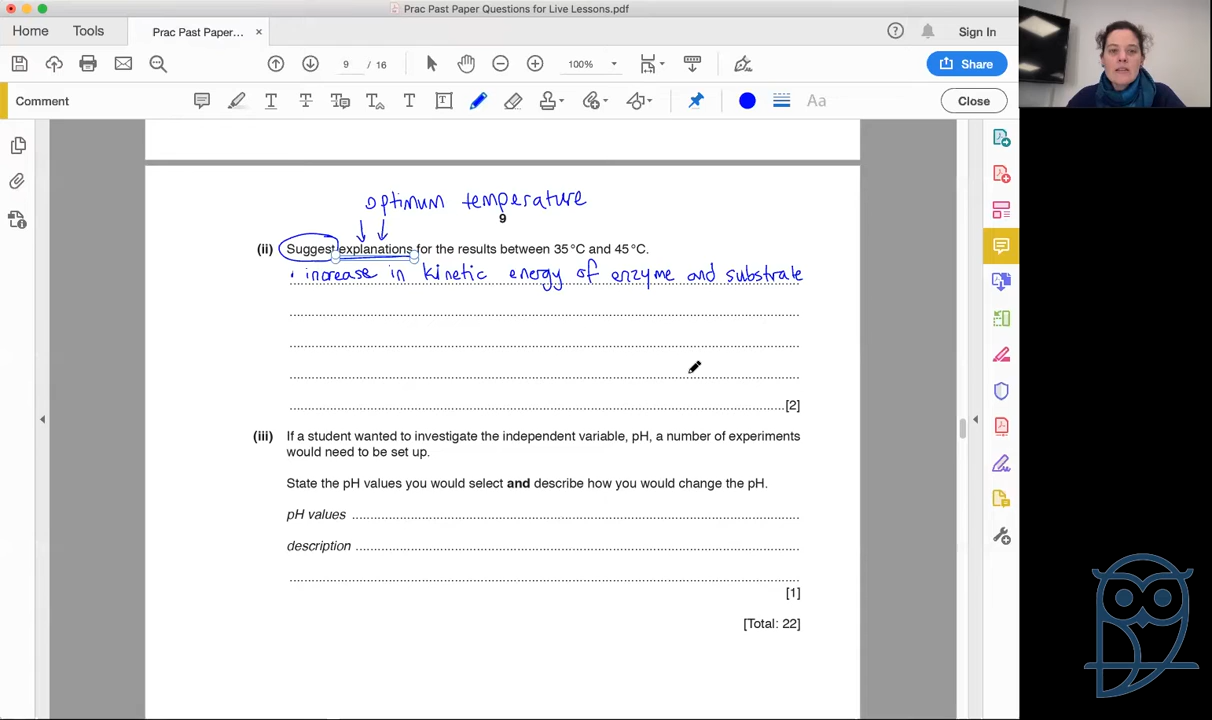 Prac Past Paper Questions for Live Lessons.pdf
Home Tools Prac Past Paper... × Sign In
9 / 16 100% Share
Comment Aa Close
optimum temperature
9
(ii) Suggest explanations for the results between 35°C and 45°C.
• increase in kinetic energy of enzyme and substrate
[2]
(iii) If a student wanted to investigate the independent variable, pH, a number of experiments
would need to be set up.
State the pH values you would select and describe how you would change the pH.
pH values
description
[1]
[Total: 22]